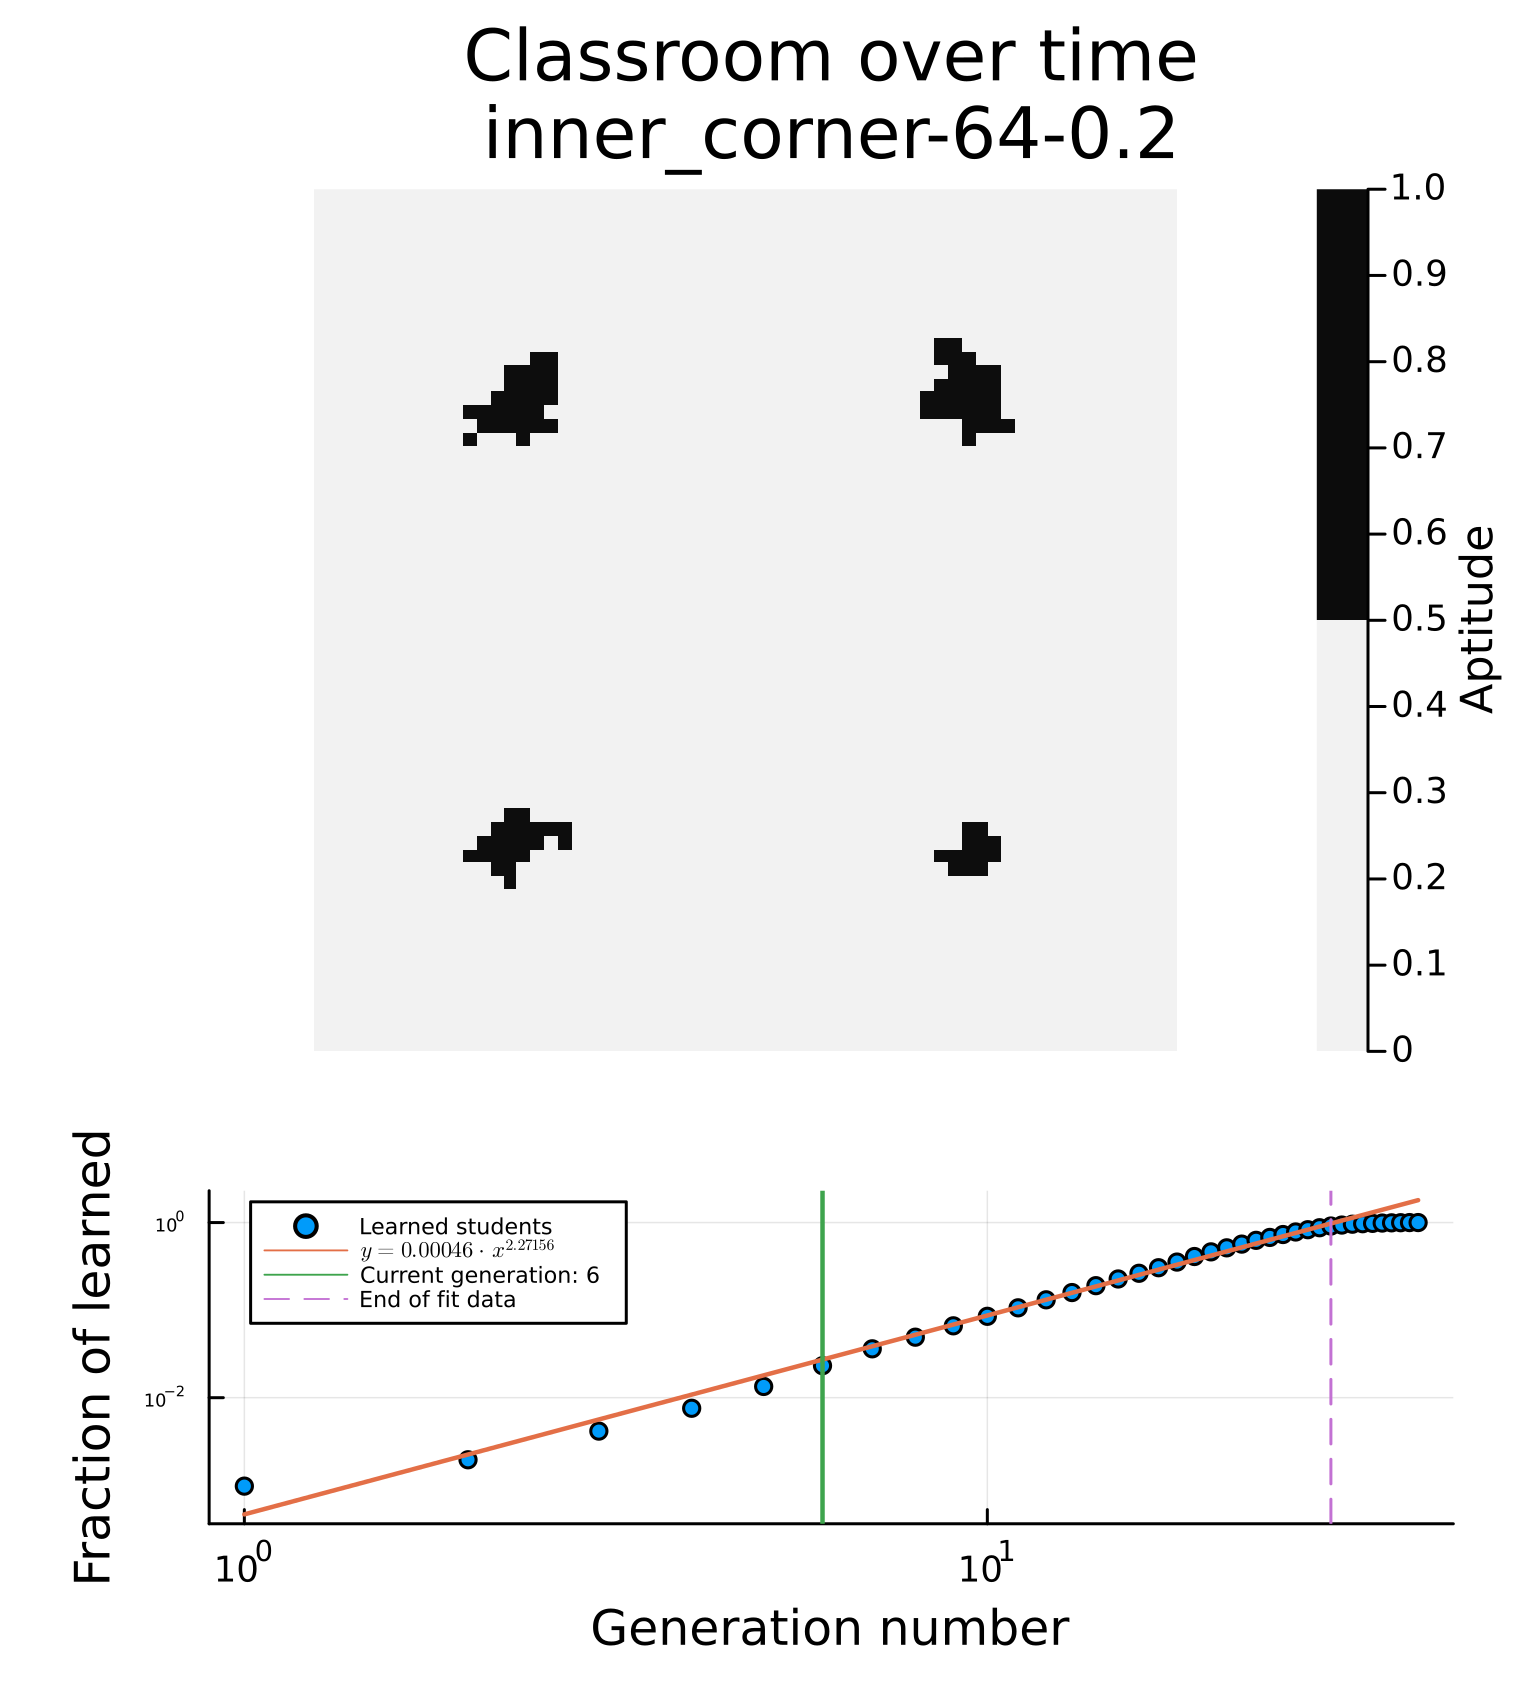 Classroom over time
inner_corner-64-0.2
1.0
0.9
0.8
0.7
0.6
0.5
0.4
0.3
0.2
0.1
0
Aptitude
Fraction of learned
10⁰
10⁻²
Learned students
y = 0.00046 · x^2.27156
Current generation: 6
End of fit data
10⁰
10¹
Generation number